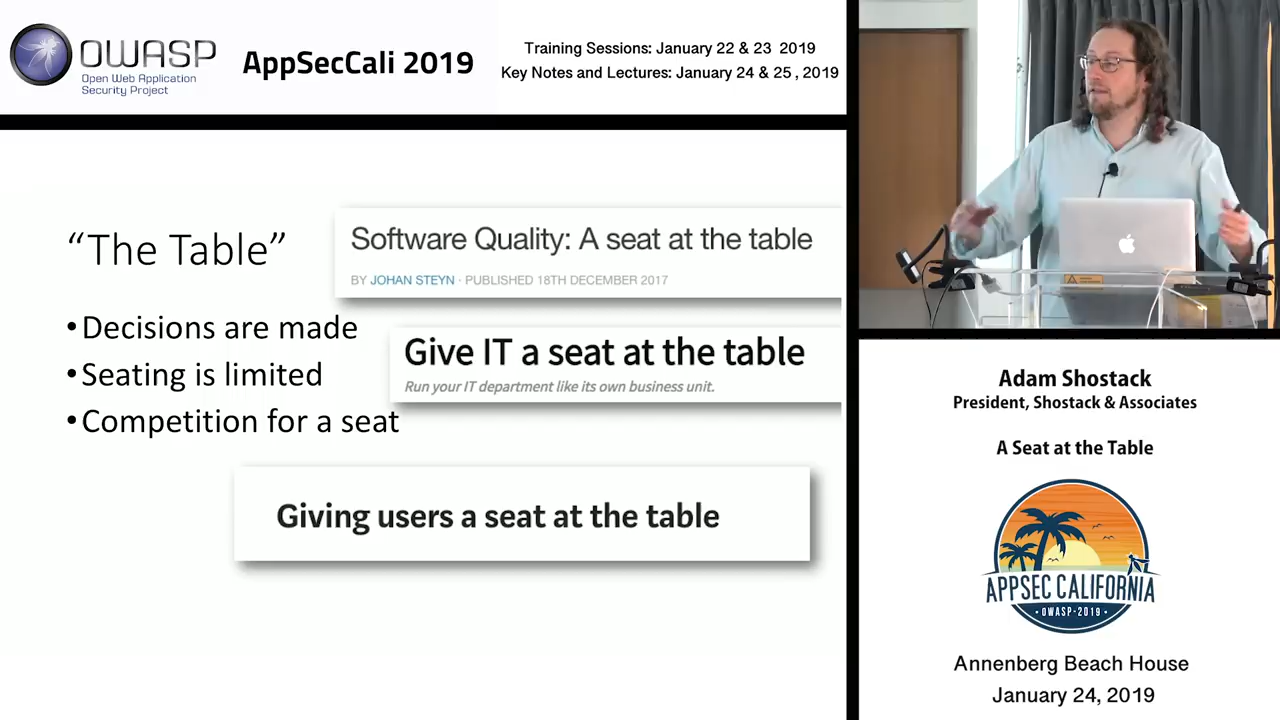 OWASP
Open Web Application
Security Project
AppSecCali 2019
Training Sessions: January 22 & 23 2019
Key Notes and Lectures: January 24 & 25 , 2019
“The Table”
• Decisions are made
• Seating is limited
• Competition for a seat
Software Quality: A seat at the table
BY JOHAN STEYN · PUBLISHED 18TH DECEMBER 2017
Give IT a seat at the table
Run your IT department like its own business unit.
Giving users a seat at the table
Adam Shostack
President, Shostack & Associates
A Seat at the Table
APPSEC CALIFORNIA
• OWASP-2019 •
Annenberg Beach House
January 24, 2019